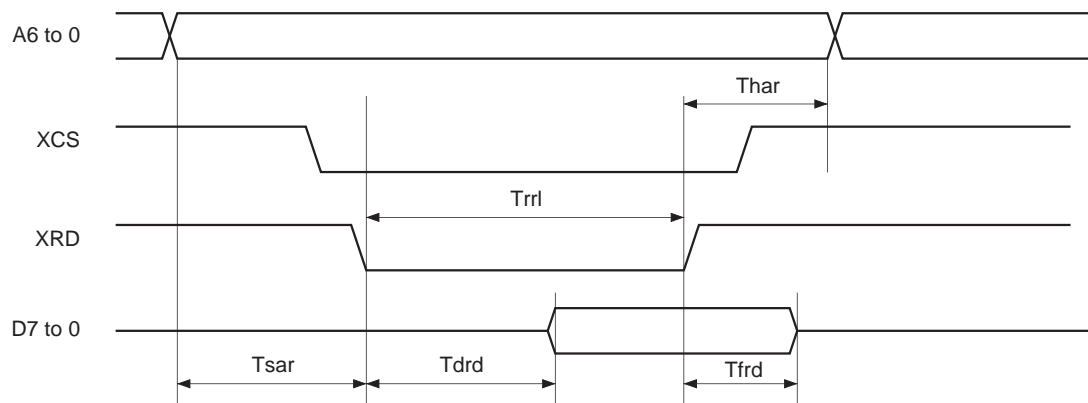 A6 to 0
Thar
XCS
Trrl
XRD
D7 to 0
Tsar
Tdrd
Tfrd